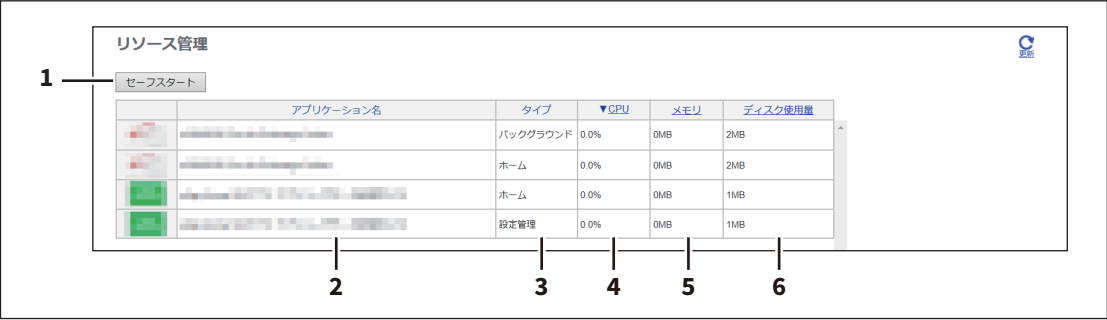 リソース管理
更新
1
セーフスタート
アプリケーション名 タイプ ▼CPU メモリ ディスク使用量
バックグラウンド 0.0% 0MB 2MB
ホーム 0.0% 0MB 2MB
ホーム 0.0% 0MB 1MB
設定管理 0.0% 0MB 1MB
2 3 4 5 6